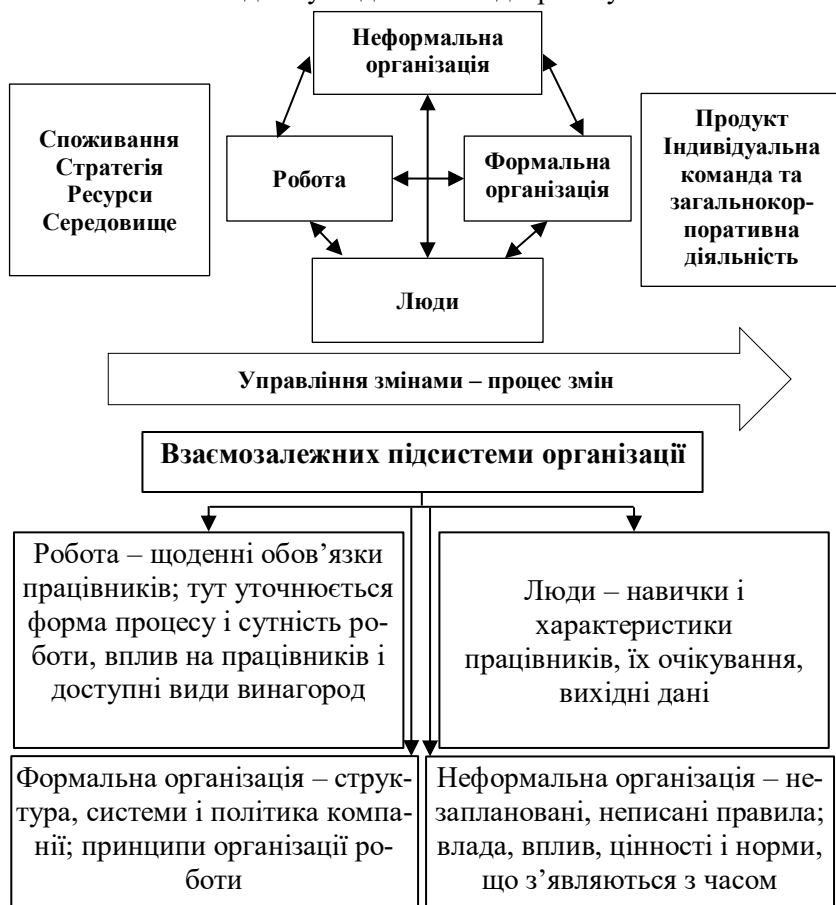 Неформальна
організація
Споживання
Стратегія
Ресурси
Середовище
Робота
Формальна
організація
Продукт
Індивідуальна
команда та
загальнокор-
поративна
діяльність
Люди
Управління змінами – процес змін
Взаємозалежних підсистеми організації
Робота – щоденні обов’язки
працівників; тут уточнюється
форма процесу і сутність ро-
боти, вплив на працівників і
доступні види винагород
Люди – навички і
характеристики
працівників, їх очікування,
вихідні дані
Формальна організація – струк-
тура, системи і політика компа-
нії; принципи організації ро-
боти
Неформальна організація – не-
заплановані, неписані правила;
влада, вплив, цінності і норми,
що з’являються з часом